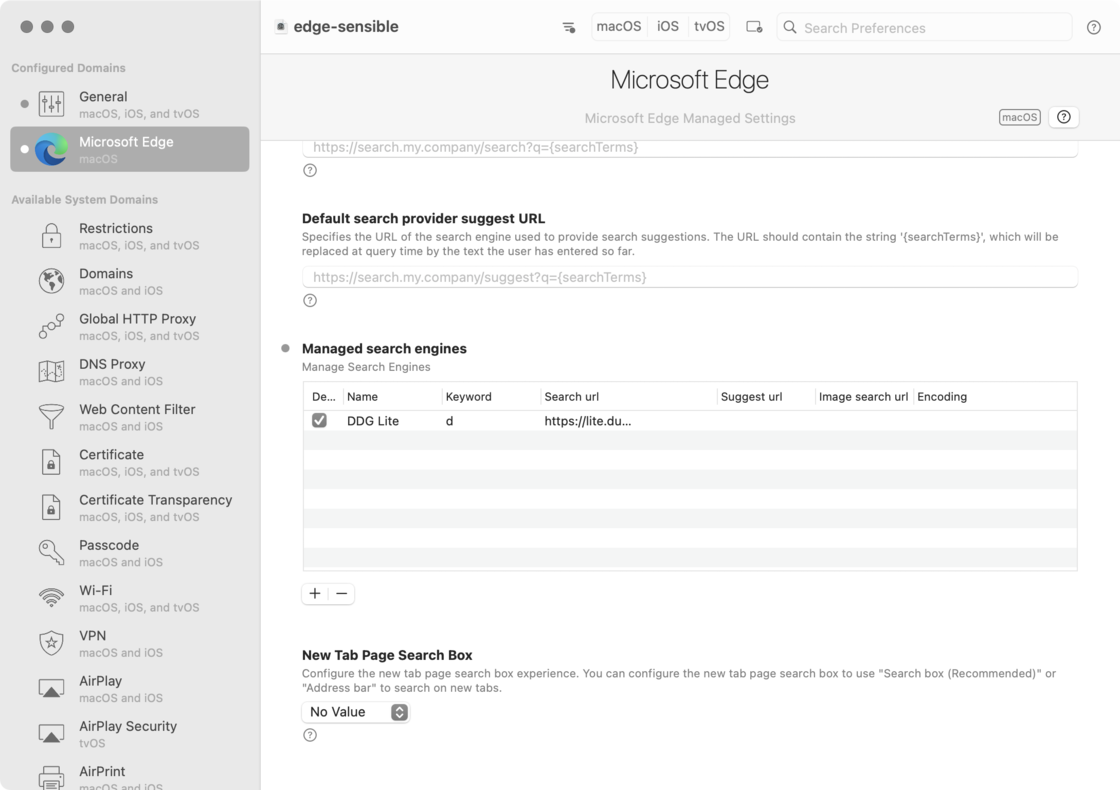 edge-sensible
macOS
iOS
tvOS
Search Preferences
Configured Domains
General
macOS, iOS, and tvOS
Microsoft Edge
macOS
Available System Domains
Restrictions
macOS, iOS, and tvOS
Domains
macOS and iOS
Global HTTP Proxy
macOS, iOS, and tvOS
DNS Proxy
macOS and iOS
Web Content Filter
macOS and iOS
Certificate
macOS, iOS, and tvOS
Certificate Transparency
macOS, iOS, and tvOS
Passcode
macOS and iOS
Wi-Fi
macOS, iOS, and tvOS
VPN
macOS and iOS
AirPlay
macOS and iOS
AirPlay Security
tvOS
AirPrint
macOS and iOS
Microsoft Edge
Microsoft Edge Managed Settings
macOS
https://search.my.company/search?q={searchTerms}
Default search provider suggest URL
Specifies the URL of the search engine used to provide search suggestions. The URL should contain the string '{searchTerms}', which will be
replaced at query time by the text the user has entered so far.
https://search.my.company/suggest?q={searchTerms}
Managed search engines
Manage Search Engines
De... Name Keyword Search url Suggest url Image search url Encoding
DDG Lite d https://lite.du...
New Tab Page Search Box
Configure the new tab page search box experience. You can configure the new tab page search box to use "Search box (Recommended)" or
"Address bar" to search on new tabs.
No Value